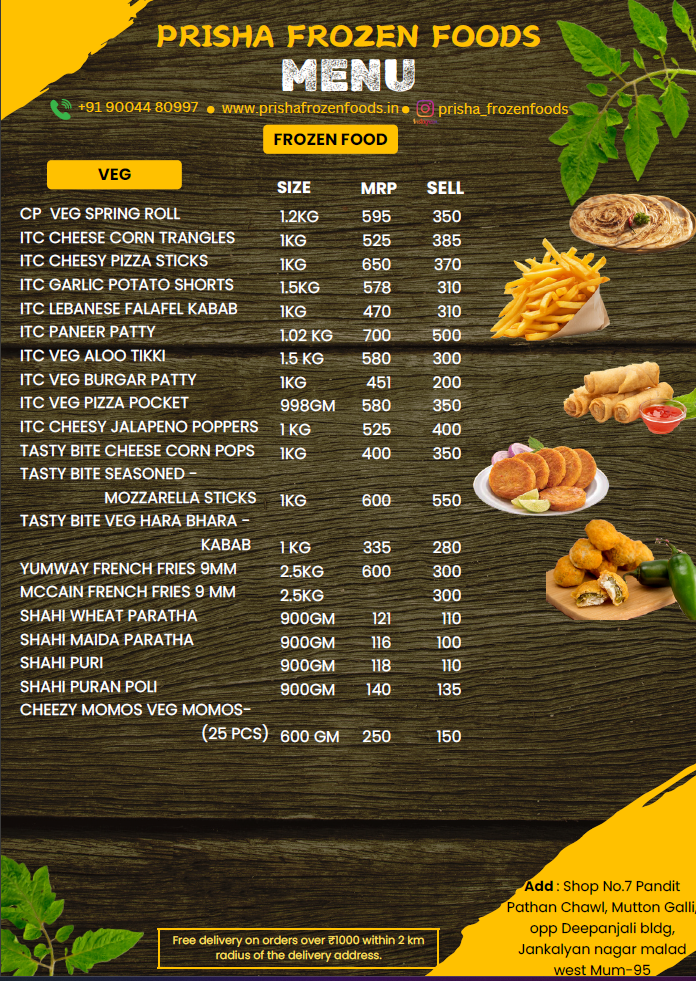 PRISHA FROZEN FOODS
MENU
+91 90044 80997 • www.prishafrozenfoods.in • prisha_frozenfoods
FROZEN FOOD
VEG
SIZE MRP SELL
CP VEG SPRING ROLL 1.2KG 595 350
ITC CHEESE CORN TRANGLES 1KG 525 385
ITC CHEESY PIZZA STICKS 1KG 650 370
ITC GARLIC POTATO SHORTS 1.5KG 578 310
ITC LEBANESE FALAFEL KABAB 1KG 470 310
ITC PANEER PATTY 1.02 KG 700 500
ITC VEG ALOO TIKKI 1.5 KG 580 300
ITC VEG BURGAR PATTY 1KG 451 200
ITC VEG PIZZA POCKET 998GM 580 350
ITC CHEESY JALAPENO POPPERS 1 KG 525 400
TASTY BITE CHEESE CORN POPS 1KG 400 350
TASTY BITE SEASONED -
MOZZARELLA STICKS 1KG 600 550
TASTY BITE VEG HARA BHARA -
KABAB 1 KG 335 280
YUMWAY FRENCH FRIES 9MM 2.5KG 600 300
MCCAIN FRENCH FRIES 9 MM 2.5KG 300
SHAHI WHEAT PARATHA 900GM 121 110
SHAHI MAIDA PARATHA 900GM 116 100
SHAHI PURI 900GM 118 110
SHAHI PURAN POLI 900GM 140 135
CHEEZY MOMOS VEG MOMOS-
(25 PCS) 600 GM 250 150
Free delivery on orders over ₹1000 within 2 km
radius of the delivery address.
Add : Shop No.7 Pandit
Pathan Chawl, Mutton Galli,
opp Deepanjali bldg,
Jankalyan nagar malad
west Mum-95